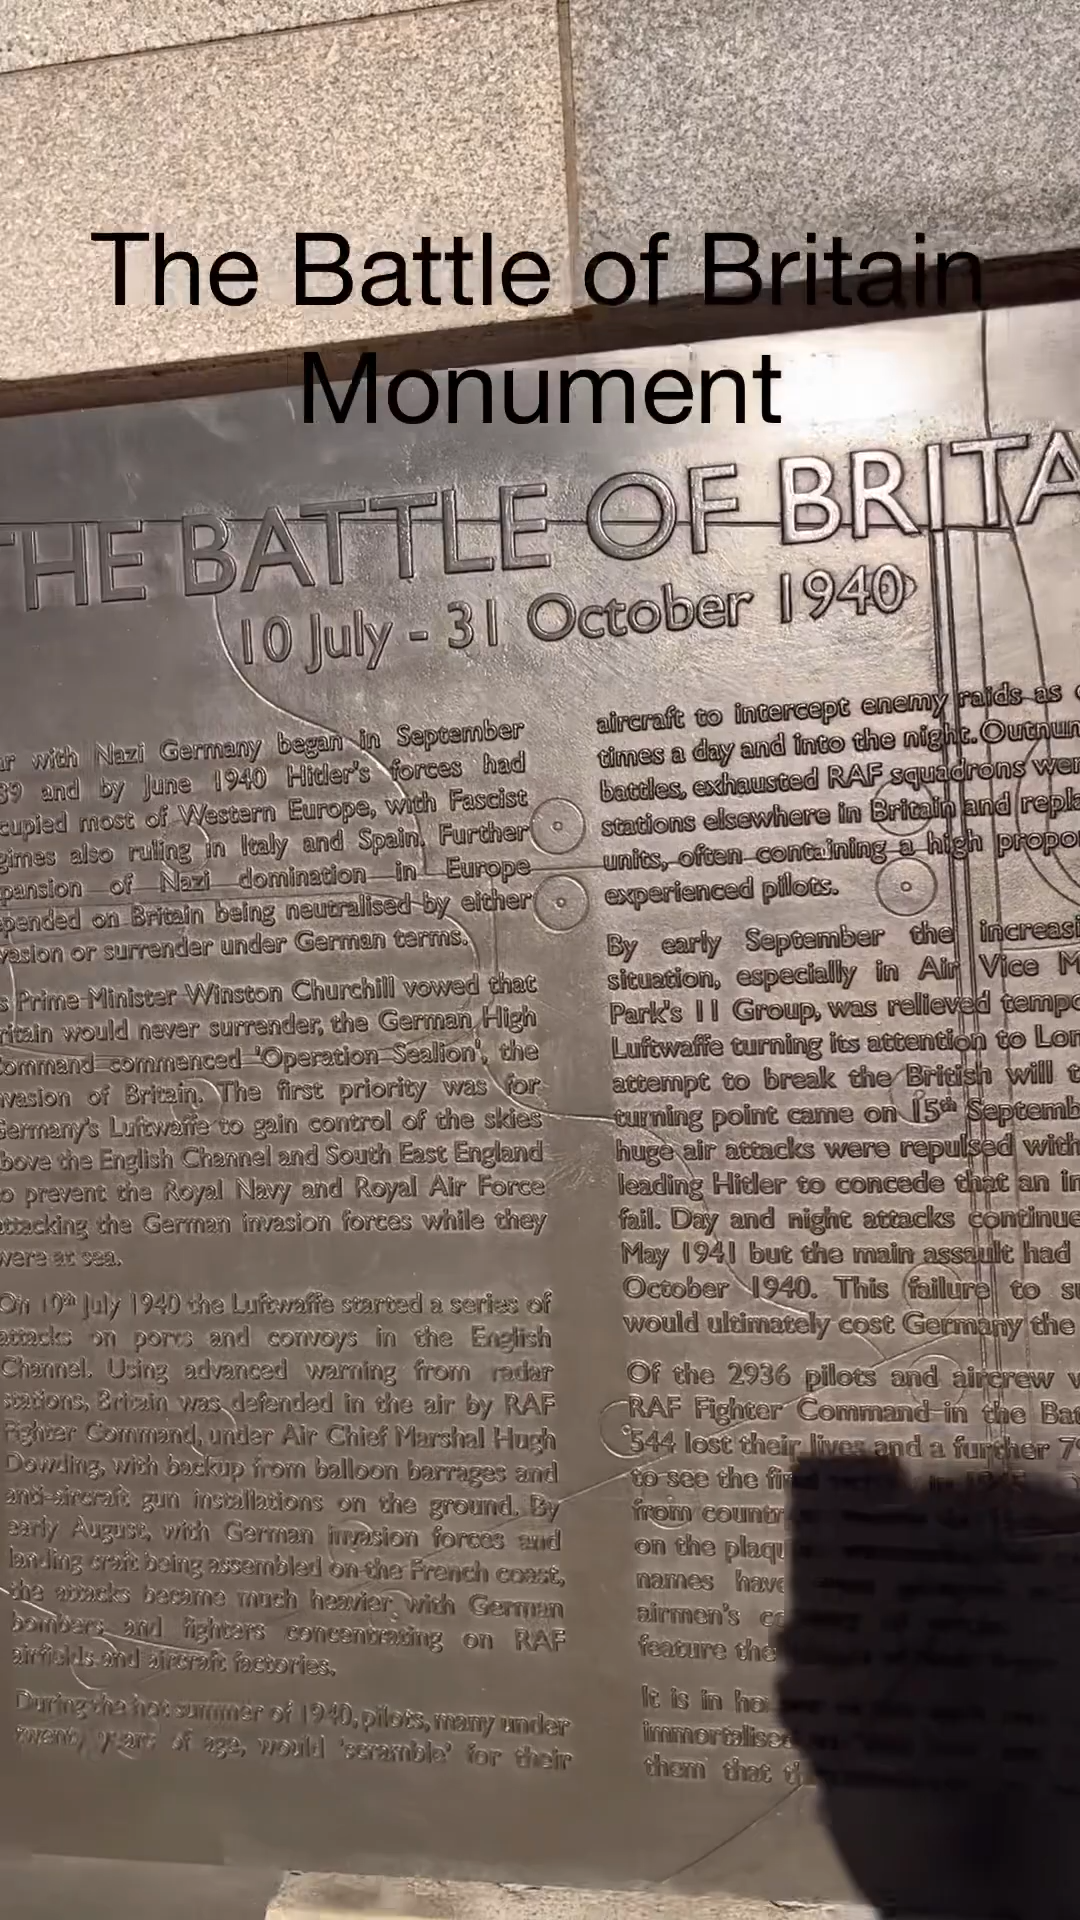 The Battle of Britain
Monument
THE BATTLE OF BRITA
10 July - 31 October 1940
ar with Nazi Germany began in September
39 and by June 1940 Hitler's forces had
cupied most of Western Europe, with Fascist
gimes also ruling in Italy and Spain. Further
pansion of Nazi domination in Europe
pended on Britain being neutralised by either
vasion or surrender under German terms.
s Prime Minister Winston Churchill vowed that
ritain would never surrender, the German High
ommand commenced 'Operation Sealion', the
nvasion of Britain. The first priority was for
Germany's Luftwaffe to gain control of the skies
bove the English Channel and South East England
o prevent the Royal Navy and Royal Air Force
attacking the German invasion forces while they
were at sea.
On 10th July 1940 the Luftwaffe started a series of
attacks on ports and convoys in the English
Channel. Using advanced warning from radar
stations, Britain was defended in the air by RAF
Fighter Command, under Air Chief Marshal Hugh
Dowding, with backup from balloon barrages and
anti-aircraft gun installations on the ground. By
early August, with German invasion forces and
landing craft being assembled on the French coast,
the attacks became much heavier with German
bombers and fighters concentrating on RAF
airfields and aircraft factories.
During the hot summer of 1940, pilots, many under
twenty years of age, would 'scramble' for their
aircraft to intercept enemy raids as
times a day and into the night. Outnum
battles, exhausted RAF squadrons wer
stations elsewhere in Britain and repla
units, often containing a high propor
experienced pilots.
By early September the increasi
situation, especially in Air Vice M
Park's 11 Group, was relieved tempo
Luftwaffe turning its attention to Lon
attempt to break the British will t
turning point came on 15th Septemb
huge air attacks were repulsed with
leading Hitler to concede that an in
fail. Day and night attacks continue
May 1941 but the main assault had
October 1940. This failure to su
would ultimately cost Germany the
Of the 2936 pilots and aircrew w
RAF Fighter Command in the Bat
544 lost their lives and a further 79
to see the final
from countr
on the plaqu
names have
airmen's
feature the
It is in ho
immortalised
them that